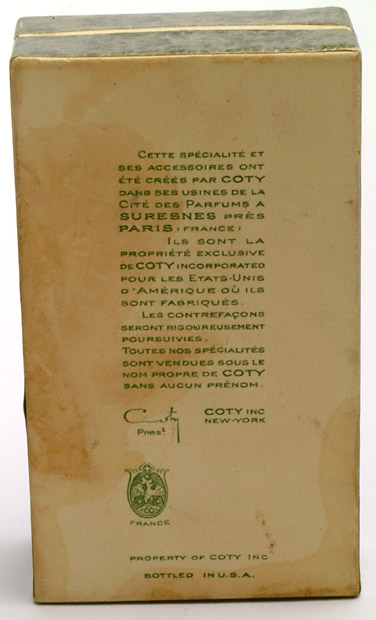 CETTE SPÉCIALITÉ ET
SES ACCESSOIRES ONT
ÉTÉ CRÉÉS PAR COTY
DANS SES USINES DE LA
CITÉ DES PARFUMS A
SURESNES PRÈS
PARIS (FRANCE)
ILS SONT LA
PROPRIÉTÉ EXCLUSIVE
DE COTY INCORPORATED
POUR LES ETATS-UNIS
D'AMÉRIQUE OÙ ILS
SONT FABRIQUÉS.
LES CONTREFAÇONS
SERONT RIGOUREUSEMENT
POURSUIVIES.
TOUTES NOS SPÉCIALITÉS
SONT VENDUES SOUS LE
NOM PROPRE DE COTY
SANS AUCUN PRÉNOM.
Coty COTY INC
Prest NEW-YORK
FRANCE
PROPERTY OF COTY INC
BOTTLED IN U.S.A.